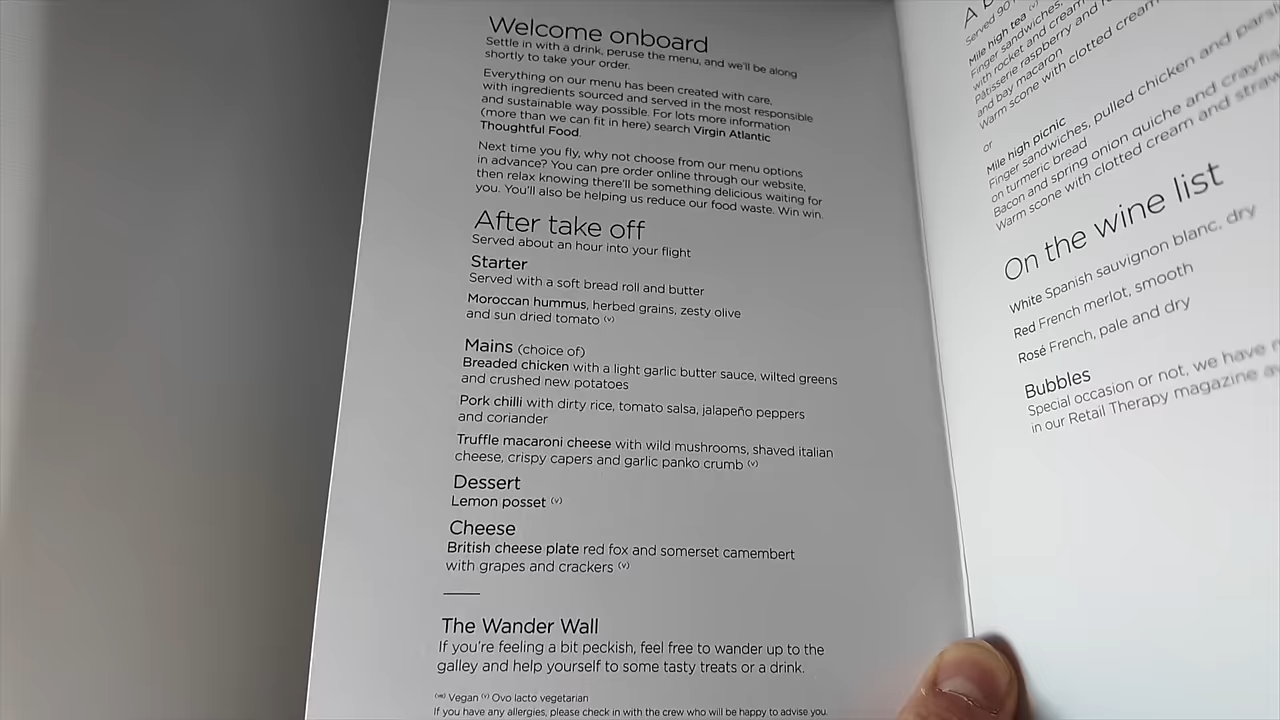 Welcome onboard
Settle in with a drink, peruse the menu, and we'll be along
shortly to take your order.
Everything on our menu has been created with care,
with ingredients sourced and served in the most responsible
and sustainable way possible. For lots more information
(more than we can fit in here) search Virgin Atlantic
Thoughtful Food.
Next time you fly, why not choose from our menu options
in advance? You can pre order online through our website,
then relax knowing there'll be something delicious waiting for
you. You'll also be helping us reduce our food waste. Win win.
After take off
Served about an hour into your flight
Starter
Served with a soft bread roll and butter
Moroccan hummus, herbed grains, zesty olive
and sun dried tomato (v)
Mains (choice of)
Breaded chicken with a light garlic butter sauce, wilted greens
and crushed new potatoes
Pork chilli with dirty rice, tomato salsa, jalapeño peppers
and coriander
Truffle macaroni cheese with wild mushrooms, shaved italian
cheese, crispy capers and garlic panko crumb (v)
Dessert
Lemon posset (v)
Cheese
British cheese plate red fox and somerset camembert
with grapes and crackers (v)
The Wander Wall
If you're feeling a bit peckish, feel free to wander up to the
galley and help yourself to some tasty treats or a drink.
(ve) Vegan (v) Ovo lacto vegetarian
If you have any allergies, please check in with the crew who will be happy to advise you.
Served 90
Mile high tea (v)
Finger sandwiches,
with rocket and cream
Pâtisserie raspberry and
and bay macaron
Warm scone with clotted cream
or
Mile high picnic
Finger sandwiches, pulled chicken and
on turmeric bread
Bacon and spring onion quiche and
Warm scone with clotted cream and
On the wine list
White Spanish sauvignon blanc, dry
Red French merlot, smooth
Rosé French, pale and dry
Bubbles
Special occasion or not, we have
in our Retail Therapy magazine